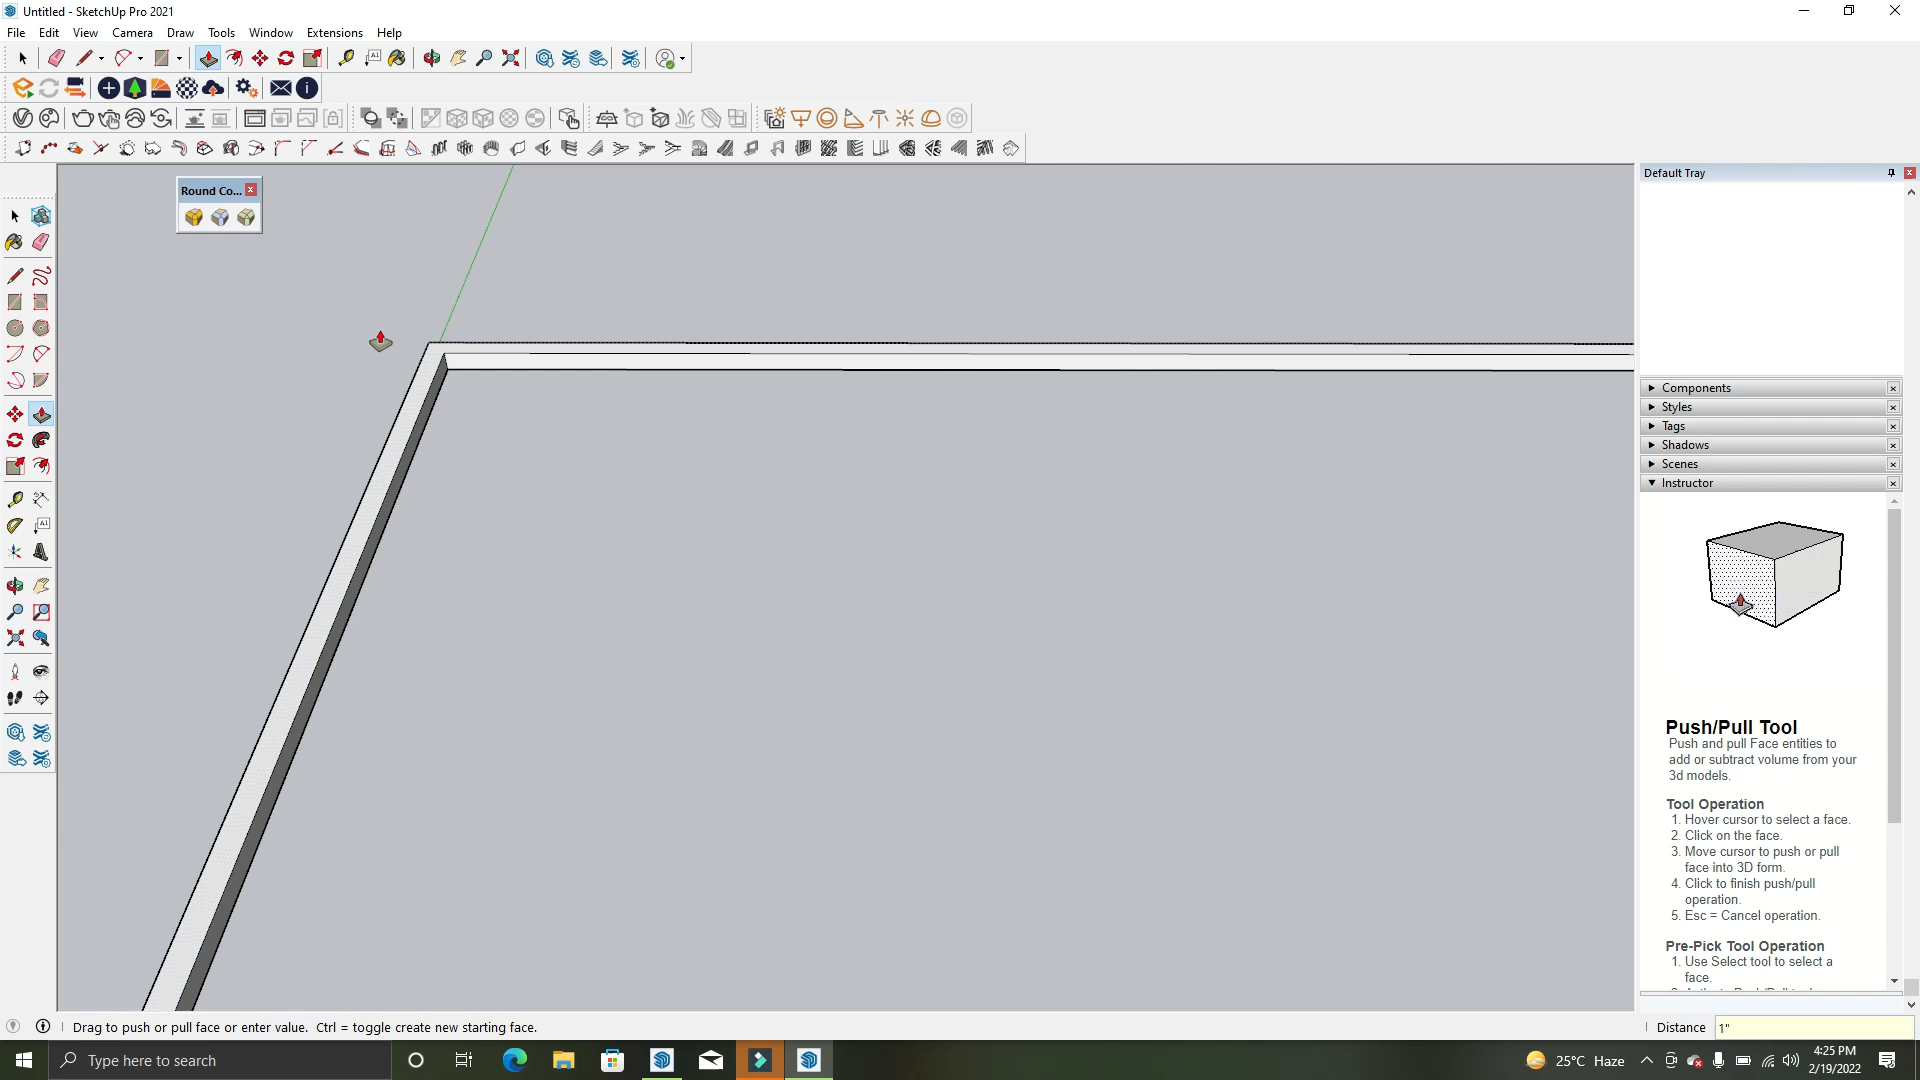 Untitled - SketchUp Pro 2021
File Edit View Camera Draw Tools Window Extensions Help
Round Co...
Default Tray
Components
Styles
Tags
Shadows
Scenes
Instructor
Push/Pull Tool
Push and pull Face entities to
add or subtract volume from your
3d models.
Tool Operation
1. Hover cursor to select a face.
2. Click on the face.
3. Move cursor to push or pull
face into 3D form.
4. Click to finish push/pull
operation.
5. Esc = Cancel operation.
Pre-Pick Tool Operation
1. Use Select tool to select a
face.
Drag to push or pull face or enter value. Ctrl = toggle create new starting face.
Distance 1"
Type here to search
25°C Haze
4:25 PM
2/19/2022